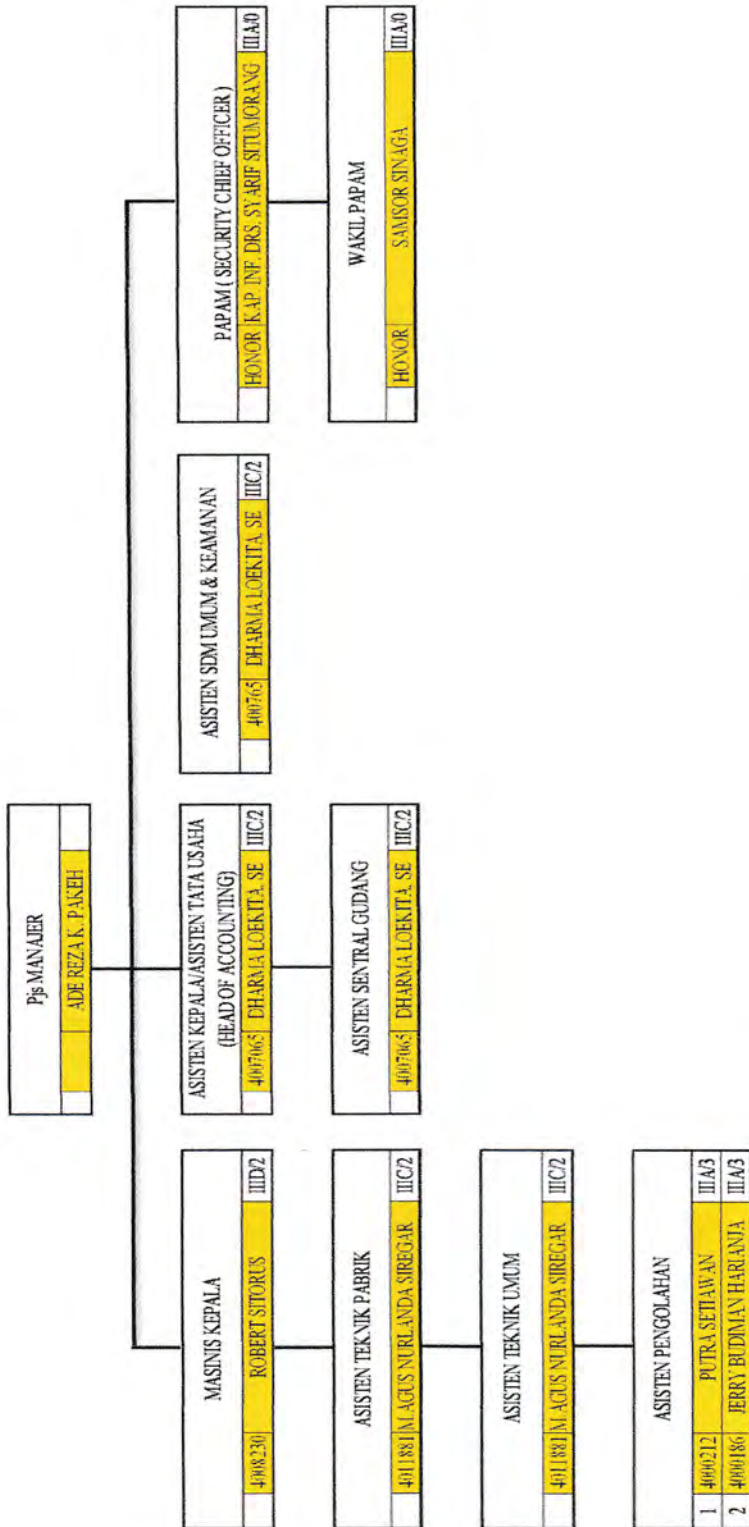 Pjs MANAJER
ADE REZA K. PAKEH
MASINIS KEPALA
4008230 ROBERT SITORUS IIID/2
ASISTEN TEKNIK PABRIK
4011881 M.AGUS NURLANDA SIREGAR IIIC/2
ASISTEN TEKNIK UMUM
4011881 M.AGUS NURLANDA SIREGAR IIIC/2
ASISTEN PENGOLAHAN
1 4000212 PUTRA SETIAWAN IIIA/3
2 4000186 JERRY BUDIMAN HARIANJA IIIA/3
ASISTEN KEPALA/ASISTEN TATA USAHA
(HEAD OF ACCOUNTING)
4007065 DHARMA LOEKITA. SE IIIC/2
ASISTEN SENTRAL GUDANG
4007065 DHARMA LOEKITA. SE IIIC/2
ASISTEN SDM UMUM & KEAMANAN
400765 DHARMA LOEKITA. SE IIIC/2
PAPAM ( SECURITY CHIEF OFFICER )
HONOR KAP. INF. DRS. SYARIF SITUMORANG IIIA/0
WAKIL PAPAM
HONOR SAMSOR SINAGA IIIA/0